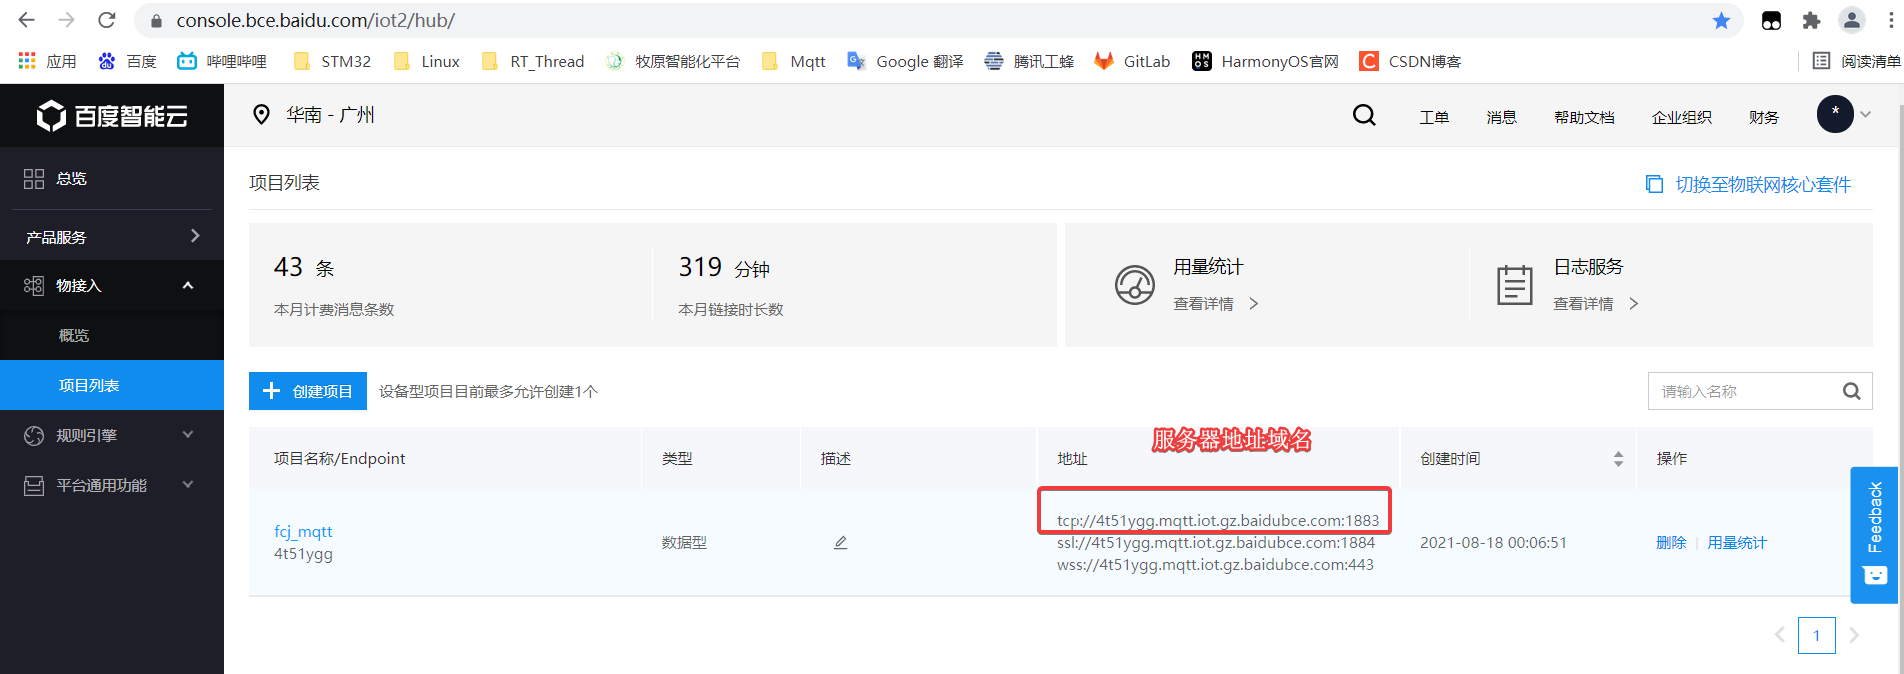 console.bce.baidu.com/iot2/hub/
应用 百度 哔哩哔哩 STM32 Linux RT_Thread 牧原智能化平台 Mqtt Google 翻译 腾讯工蜂 GitLab HarmonyOS官网 CSDN博客 阅读清单
百度智能云 华南 - 广州 工单 消息 帮助文档 企业组织 财务 *
总览
项目列表 切换至物联网核心套件
产品服务
物接入
概览
项目列表
规则引擎
平台通用功能
43 条 319 分钟 用量统计 日志服务
本月计费消息条数 本月链接时长数 查看详情 > 查看详情 >
+ 创建项目 设备型项目目前最多允许创建1个 请输入名称
服务器地址域名
项目名称/Endpoint 类型 描述 地址 创建时间 操作
fcj_mqtt
4t51ygg
数据型
tcp://4t51ygg.mqtt.iot.gz.baidubce.com:1883
ssl://4t51ygg.mqtt.iot.gz.baidubce.com:1884
wss://4t51ygg.mqtt.iot.gz.baidubce.com:443
2021-08-18 00:06:51
删除 | 用量统计
Feedback
< 1 >